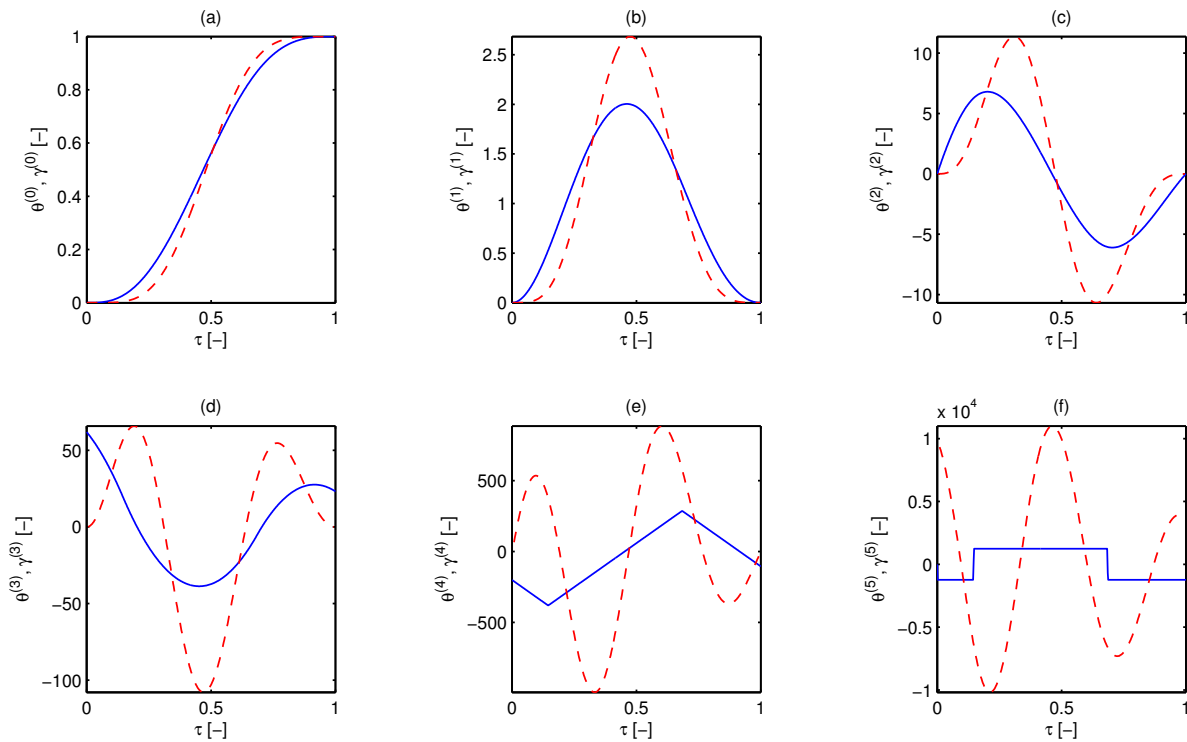 (a)
1
0.8
0.6
0.4
0.2
0
θ^(0), γ^(0) [−]
0 0.5 1
τ [−]
(b)
2.5
2
1.5
1
0.5
0
θ^(1), γ^(1) [−]
0 0.5 1
τ [−]
(c)
10
5
0
−5
−10
θ^(2), γ^(2) [−]
0 0.5 1
τ [−]
(d)
50
0
−50
−100
θ^(3), γ^(3) [−]
0 0.5 1
τ [−]
(e)
500
0
−500
θ^(4), γ^(4) [−]
0 0.5 1
τ [−]
(f)
x 10^4
1
0.5
0
−0.5
−1
θ^(5), γ^(5) [−]
0 0.5 1
τ [−]